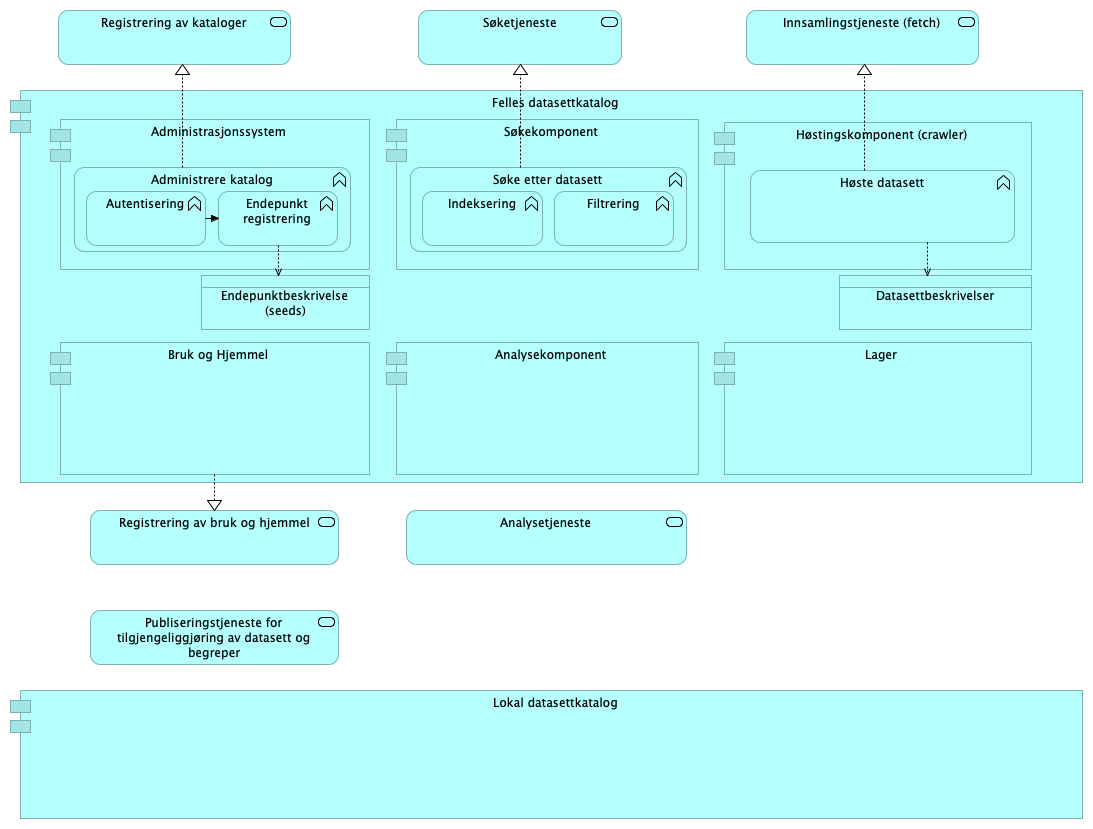 Registrering av kataloger
Søketjeneste
Innsamlingstjeneste (fetch)
Felles datasettkatalog
Administrasjonssystem
Søkekomponent
Høstingskomponent (crawler)
Administrere katalog
Søke etter datasett
Høste datasett
Autentisering
Endepunkt
registrering
Indeksering
Filtrering
Endepunktbeskrivelse
(seeds)
Datasettbeskrivelser
Bruk og Hjemmel
Analysekomponent
Lager
Registrering av bruk og hjemmel
Analysetjeneste
Publiseringstjeneste for
tilgjengeliggjøring av datasett og
begreper
Lokal datasettkatalog